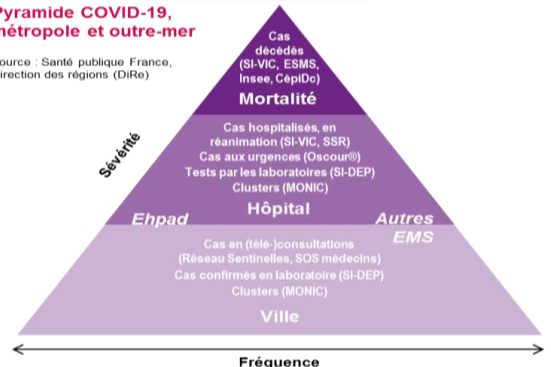 Pyramide COVID-19,
métropole et outre-mer
Source : Santé publique France,
Direction des régions (DiRe)
Cas
décédés
(SI-VIC, ESMS,
Insee, CépiDc)
Mortalité
Sévérité
Cas hospitalisés, en
réanimation (SI-VIC, SSR)
Cas aux urgences (Oscour®)
Tests par les laboratoires (SI-DEP)
Clusters (MONIC)
Hôpital
Ehpad
Autres
EMS
Cas en (télé-)consultations
(Réseau Sentinelles, SOS médecins)
Cas confirmés en laboratoire (SI-DEP)
Clusters (MONIC)
Ville
Fréquence